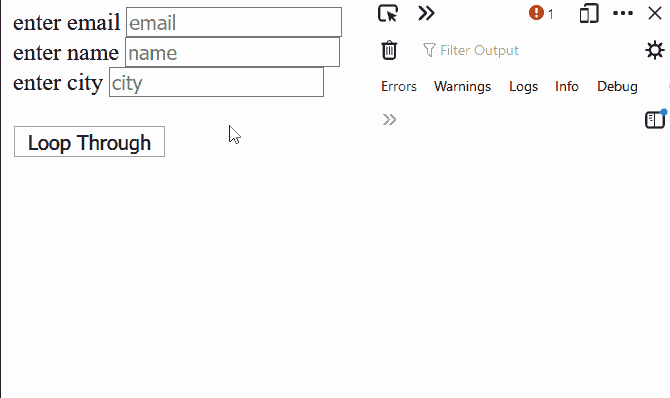 enter email email
enter name name
enter city city
Loop Through
1
Filter Output
Errors Warnings Logs Info Debug